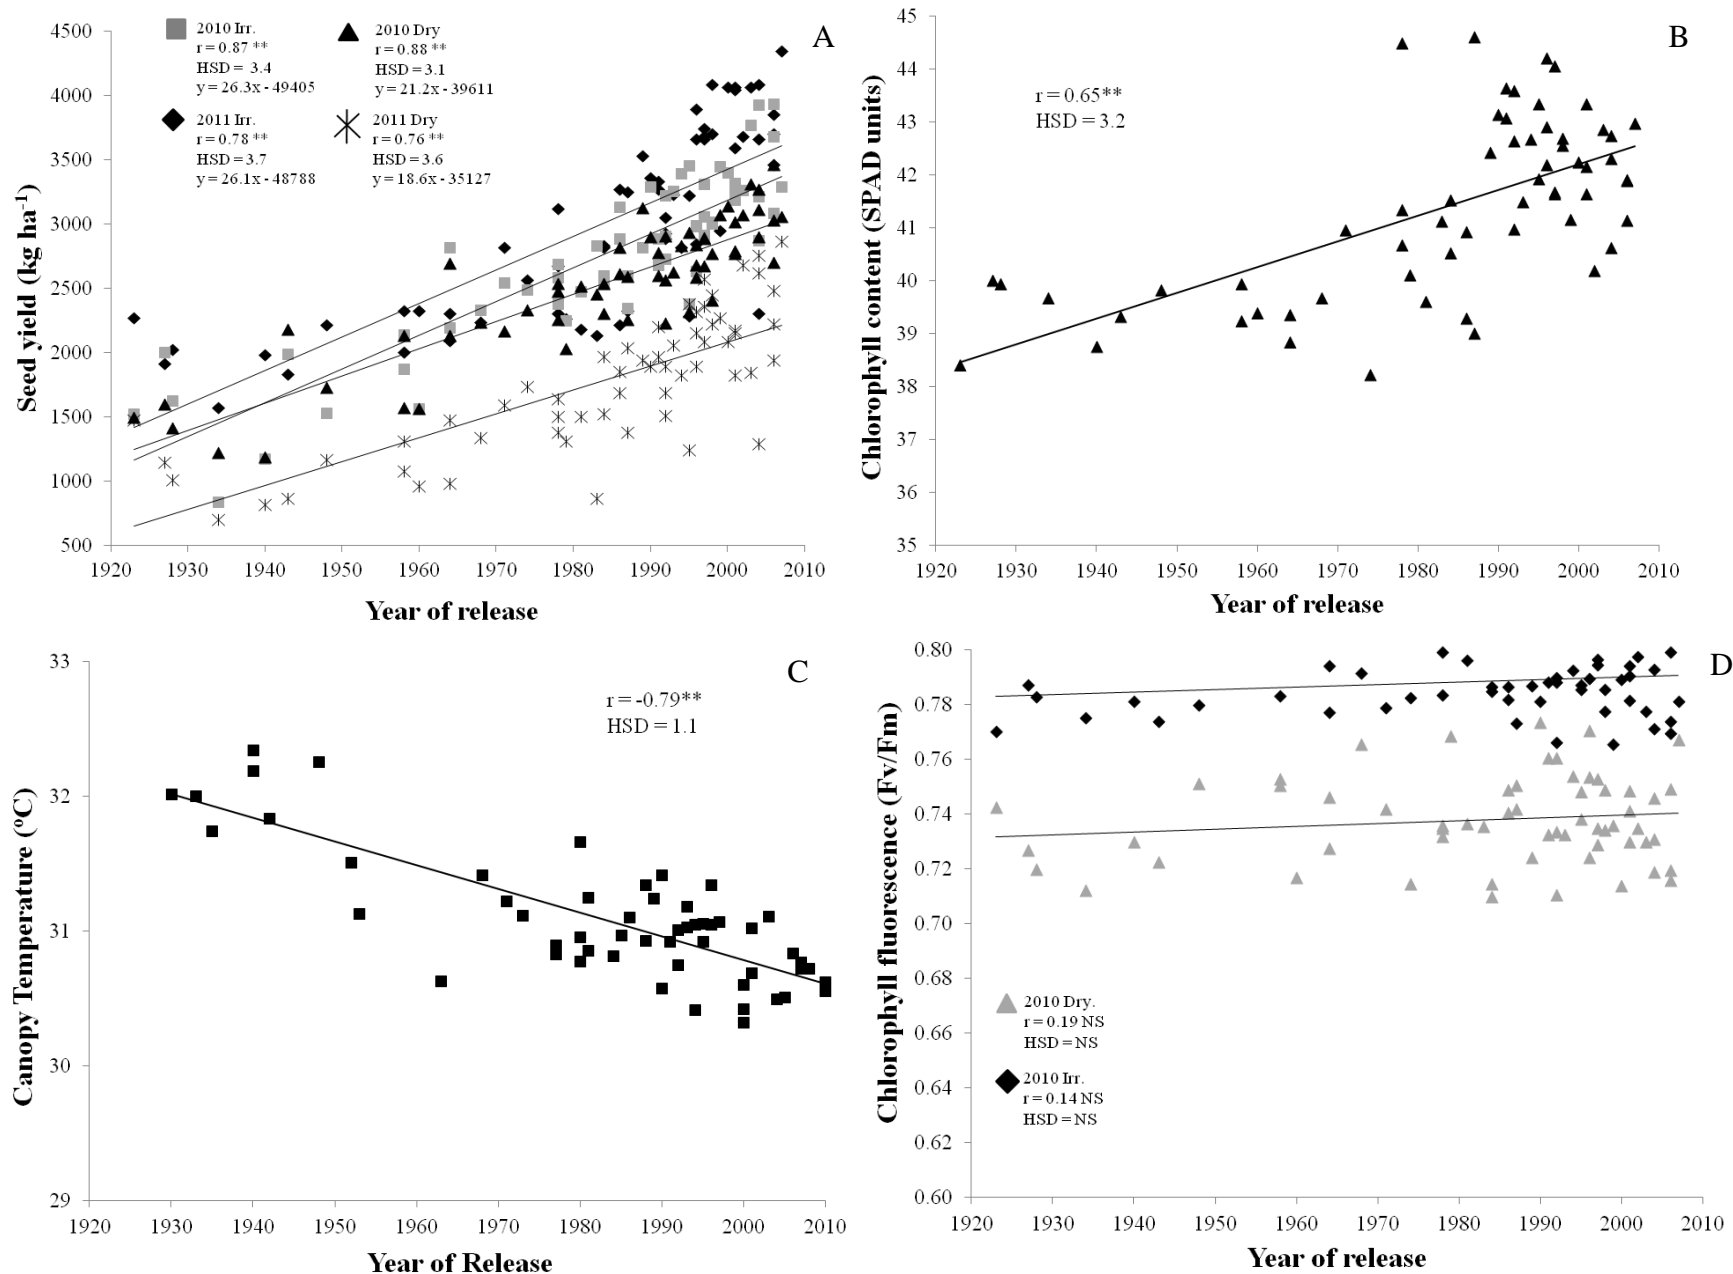 A
2010 Irr.
r = 0.87 **
HSD = 3.4
y = 26.3x - 49405
2010 Dry
r = 0.88 **
HSD = 3.1
y = 21.2x - 39611
2011 Irr.
r = 0.78 **
HSD = 3.7
y = 26.1x - 48788
2011 Dry
r = 0.76 **
HSD = 3.6
y = 18.6x - 35127
Seed yield (kg ha⁻¹)
4500
4000
3500
3000
2500
2000
1500
1000
500
1920 1930 1940 1950 1960 1970 1980 1990 2000 2010
Year of release
B
r = 0.65**
HSD = 3.2
Chlorophyll content (SPAD units)
45
44
43
42
41
40
39
38
37
36
35
1920 1930 1940 1950 1960 1970 1980 1990 2000 2010
Year of release
C
r = -0.79**
HSD = 1.1
Canopy Temperature (ºC)
33
32
31
30
29
1920 1930 1940 1950 1960 1970 1980 1990 2000 2010
Year of Release
D
Chlorophyll fluorescence (Fv/Fm)
0.80
0.78
0.76
0.74
0.72
0.70
0.68
0.66
0.64
0.62
0.60
2010 Dry.
r = 0.19 NS
HSD = NS
2010 Irr.
r = 0.14 NS
HSD = NS
1920 1930 1940 1950 1960 1970 1980 1990 2000 2010
Year of release